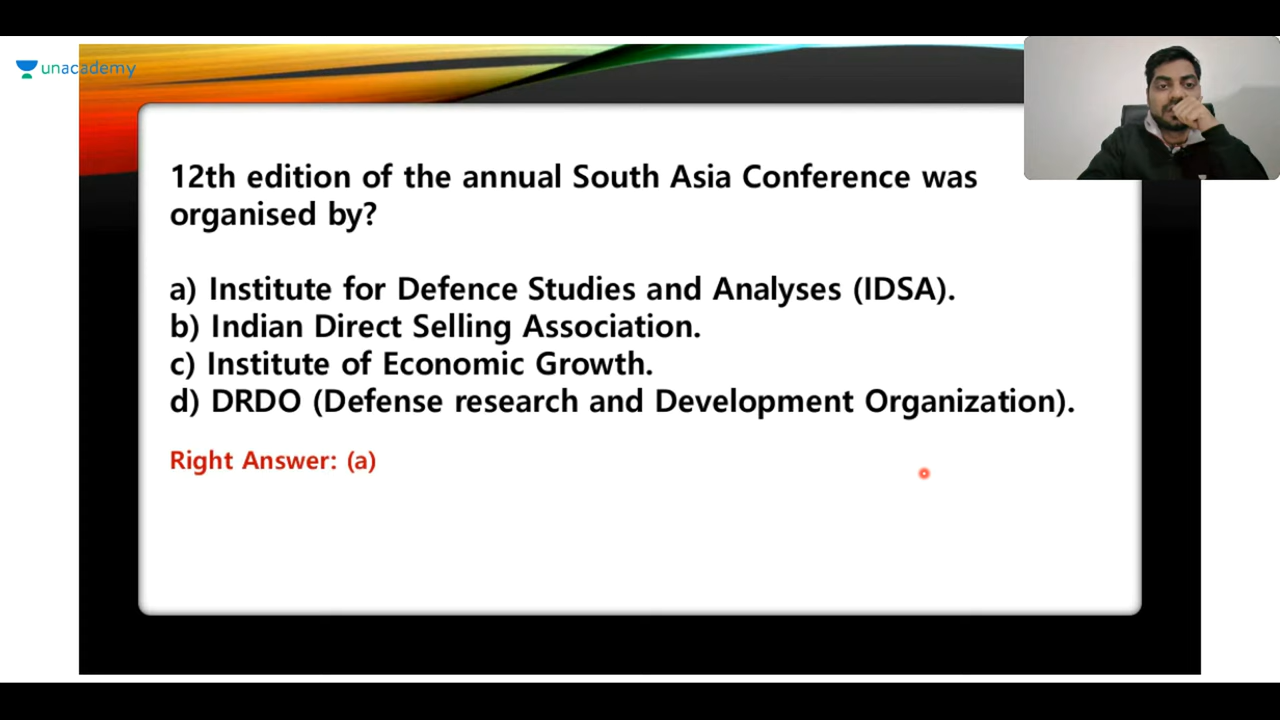 unacademy
12th edition of the annual South Asia Conference was
organised by?
a) Institute for Defence Studies and Analyses (IDSA).
b) Indian Direct Selling Association.
c) Institute of Economic Growth.
d) DRDO (Defense research and Development Organization).
Right Answer: (a)